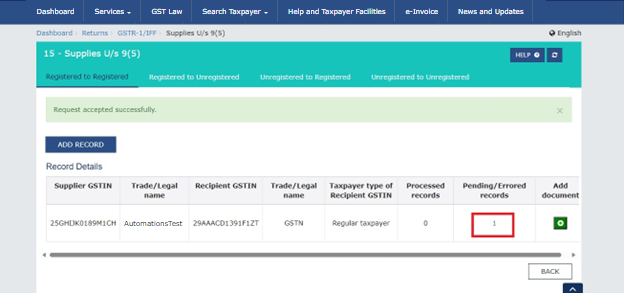 Dashboard Services GST Law Search Taxpayer Help and Taxpayer Facilities e-Invoice News and Updates
Dashboard Returns GSTR-1/IFF Supplies U/s 9(5) English
15 - Supplies U/s 9(5) HELP
Registered to Registered Registered to Unregistered Unregistered to Registered Unregistered to Unregistered
Request accepted successfully.
ADD RECORD
Record Details
Supplier GSTIN Trade/Legal name Recipient GSTIN Trade/Legal name Taxpayer type of Recipient GSTIN Processed records Pending/Errored records Add document
25GHIJK0189M1CH AutomationsTest 29AAACD1391F1ZT GSTN Regular taxpayer 0 1
BACK